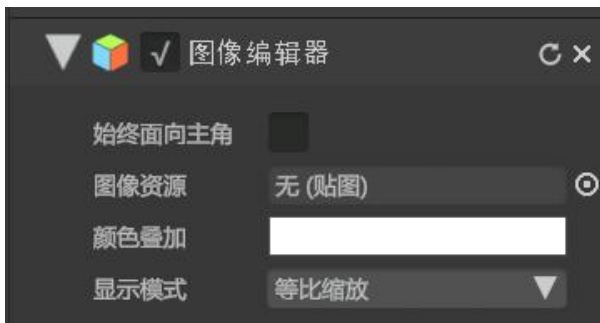 图像编辑器
始终面向主角
图像资源 无 (贴图)
颜色叠加
显示模式 等比缩放